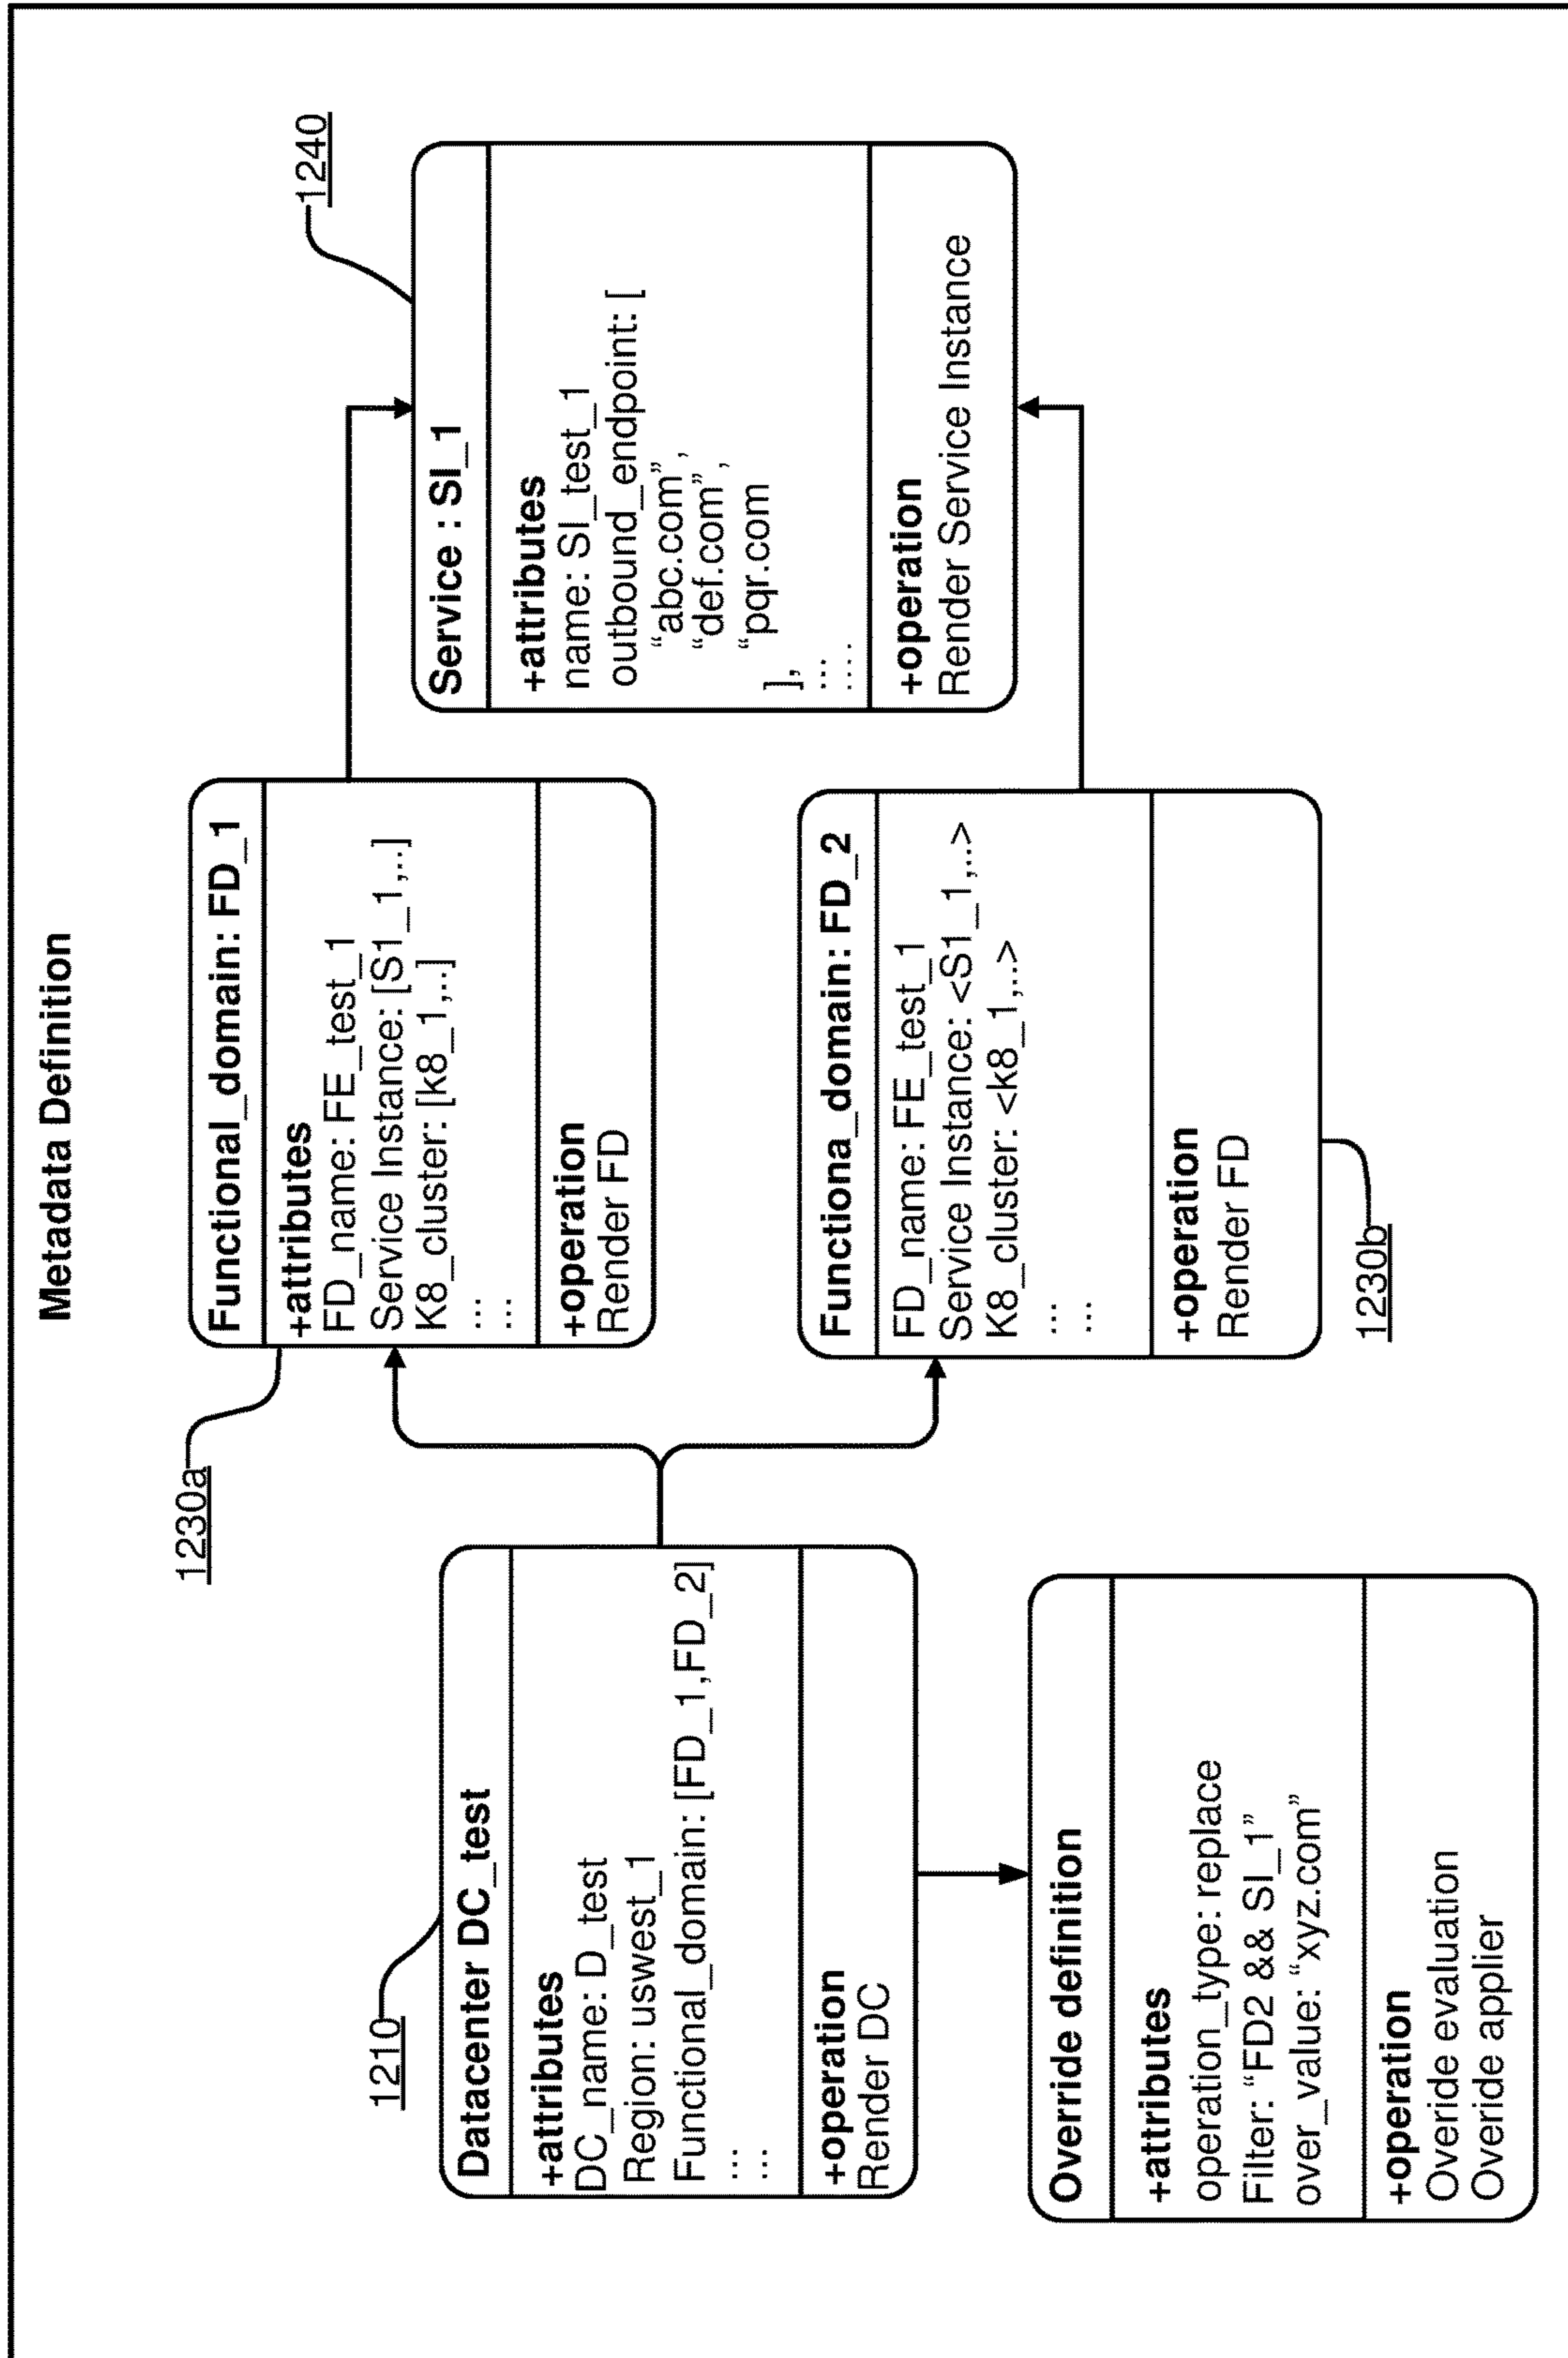 Metadata Definition
1210
Datacenter DC_test
+attributes
DC_name: D_test
Region: uswest_1
Functional_domain: [FD_1,FD_2]
...
...
+operation
Render DC
Override definition
+attributes
operation_type: replace
Filter: “FD2 && SI_1”
over_value: “xyz.com”
+operation
Override evaluation
Override applier
1230a
Functional_domain: FD_1
+attributes
FD_name: FE_test_1
Service Instance: [S1_1,..]
K8_cluster: [k8_1,..]
...
...
+operation
Render FD
Functiona_domain: FD_2
FD_name: FE_test_1
Service Instance: <S1_1,..>
K8_cluster: <k8_1,..>
...
...
+operation
Render FD
1230b
1240
Service : SI_1
+attributes
name: SI_test_1
outbound_endpoint: [
“abc.com”,
“def.com”,
“pqr.com
],
...
....
+operation
Render Service Instance